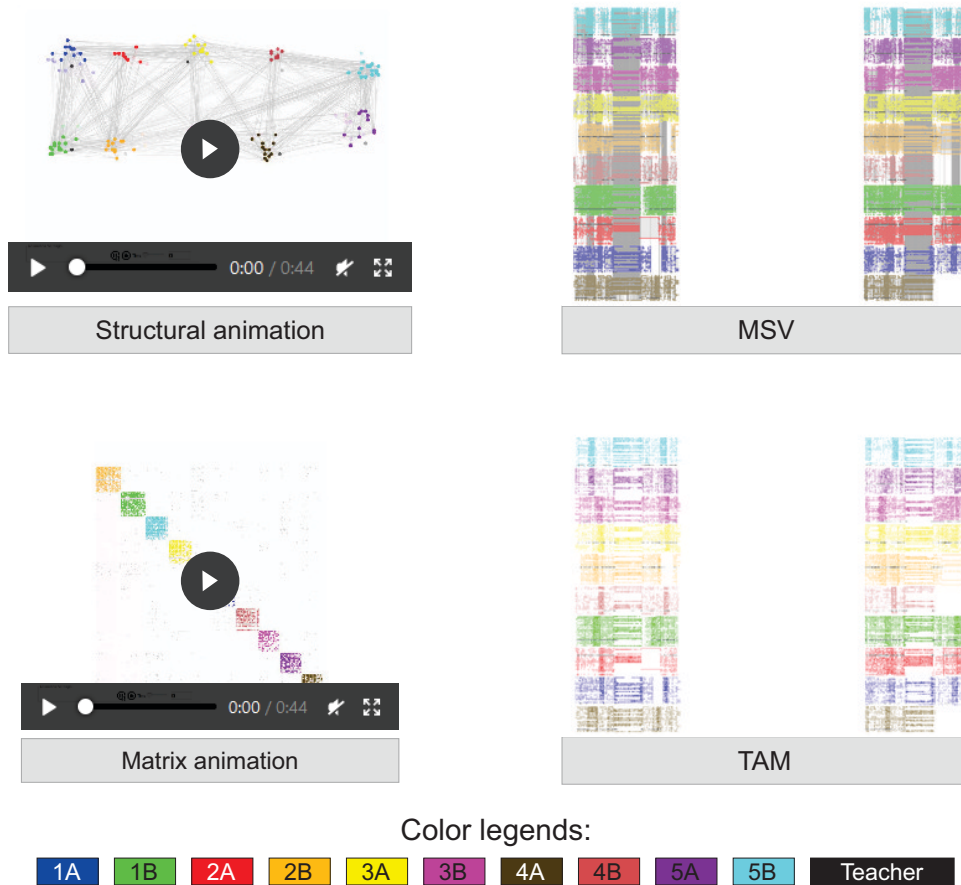 0:00 / 0:44
Structural animation
MSV
0:00 / 0:44
Matrix animation
TAM
Color legends:
1A 1B 2A 2B 3A 3B 4A 4B 5A 5B Teacher